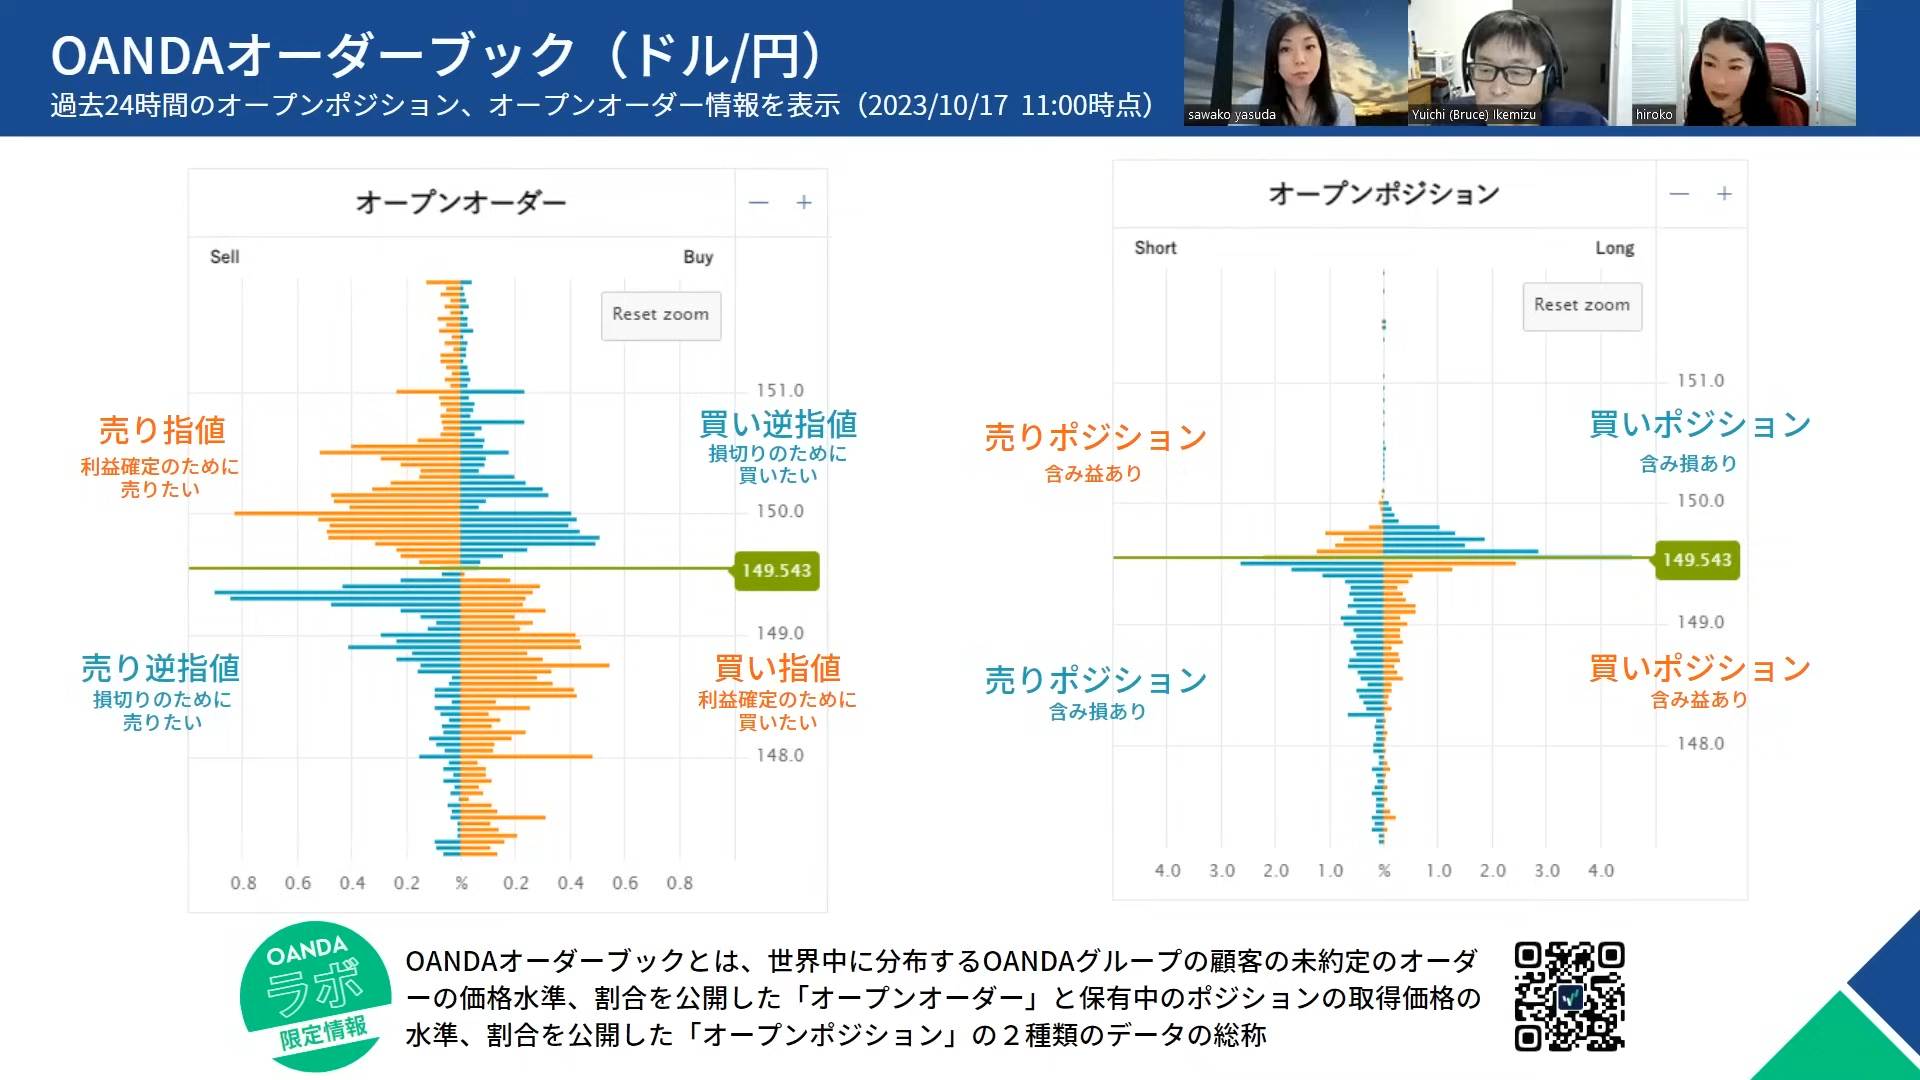 OANDAオーダーブック（ドル/円）
過去24時間のオープンポジション、オープンオーダー情報を表示（2023/10/17 11:00時点）
sawako yasuda
Yuichi (Bruce) Ikemizu
hiroko
オープンオーダー
− +
Sell
Buy
Reset zoom
151.0
150.0
149.543
149.0
148.0
0.8 0.6 0.4 0.2 % 0.2 0.4 0.6 0.8
売り指値
利益確定のために
売りたい
買い逆指値
損切りのために
買いたい
売り逆指値
損切りのために
売りたい
買い指値
利益確定のために
買いたい
オープンポジション
− +
Short
Long
Reset zoom
151.0
150.0
149.543
149.0
148.0
4.0 3.0 2.0 1.0 % 1.0 2.0 3.0 4.0
売りポジション
含み益あり
買いポジション
含み損あり
売りポジション
含み損あり
買いポジション
含み益あり
OANDA
ラボ
限定情報
OANDAオーダーブックとは、世界中に分布するOANDAグループの顧客の未約定のオーダ
ーの価格水準、割合を公開した「オープンオーダー」と保有中のポジションの取得価格の
水準、割合を公開した「オープンポジション」の２種類のデータの総称